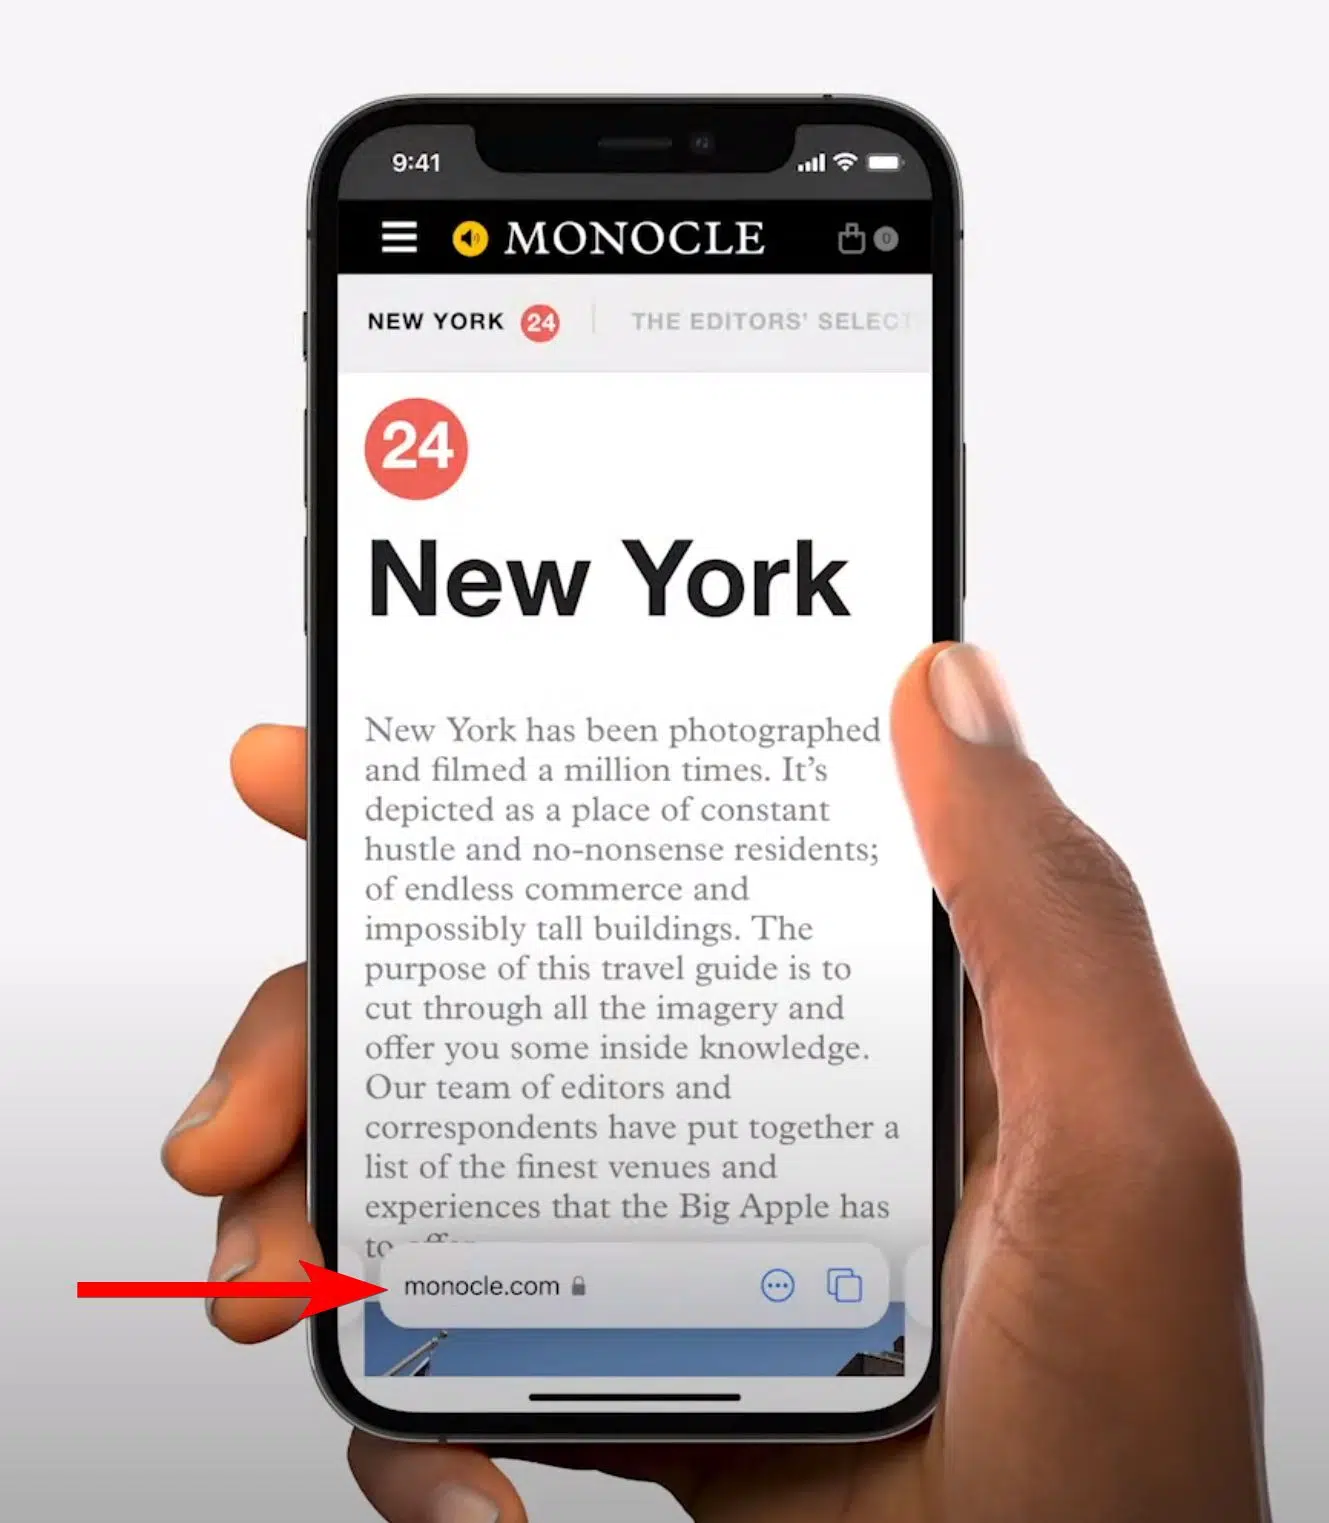 9:41
MONOCLE
0
NEW YORK 24
THE EDITORS’ SELECT
24
New York
New York has been photographed
and filmed a million times. It’s
depicted as a place of constant
hustle and no-nonsense residents;
of endless commerce and
impossibly tall buildings. The
purpose of this travel guide is to
cut through all the imagery and
offer you some inside knowledge.
Our team of editors and
correspondents have put together a
list of the finest venues and
experiences that the Big Apple has
to offer
monocle.com